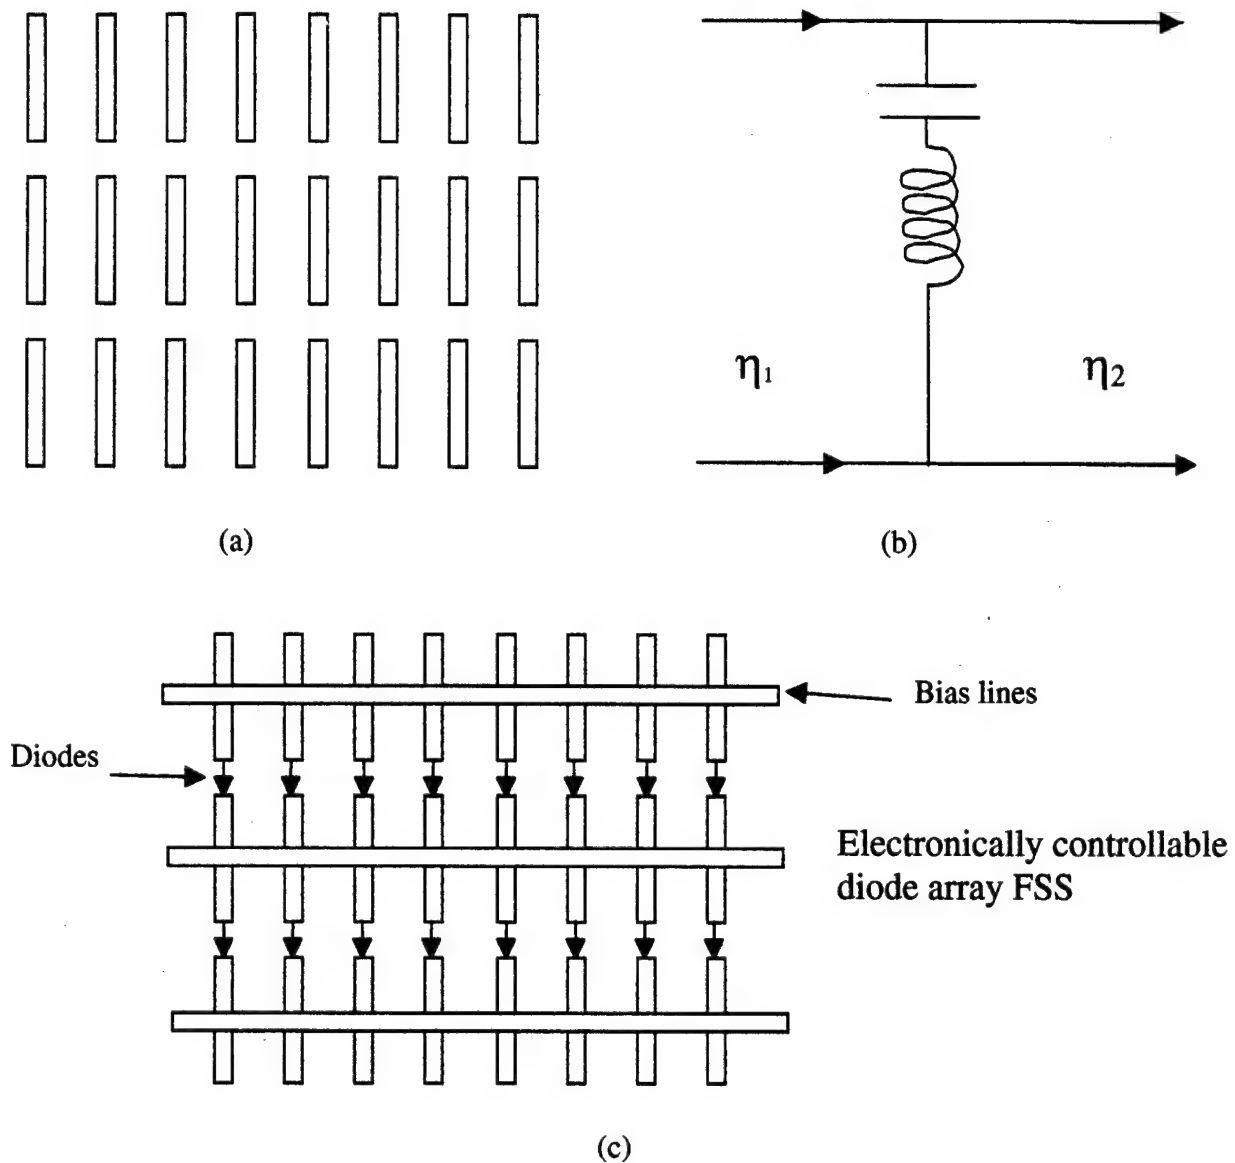 η1
η2
(a)
(b)
Bias lines
Diodes
Electronically controllable
diode array FSS
(c)